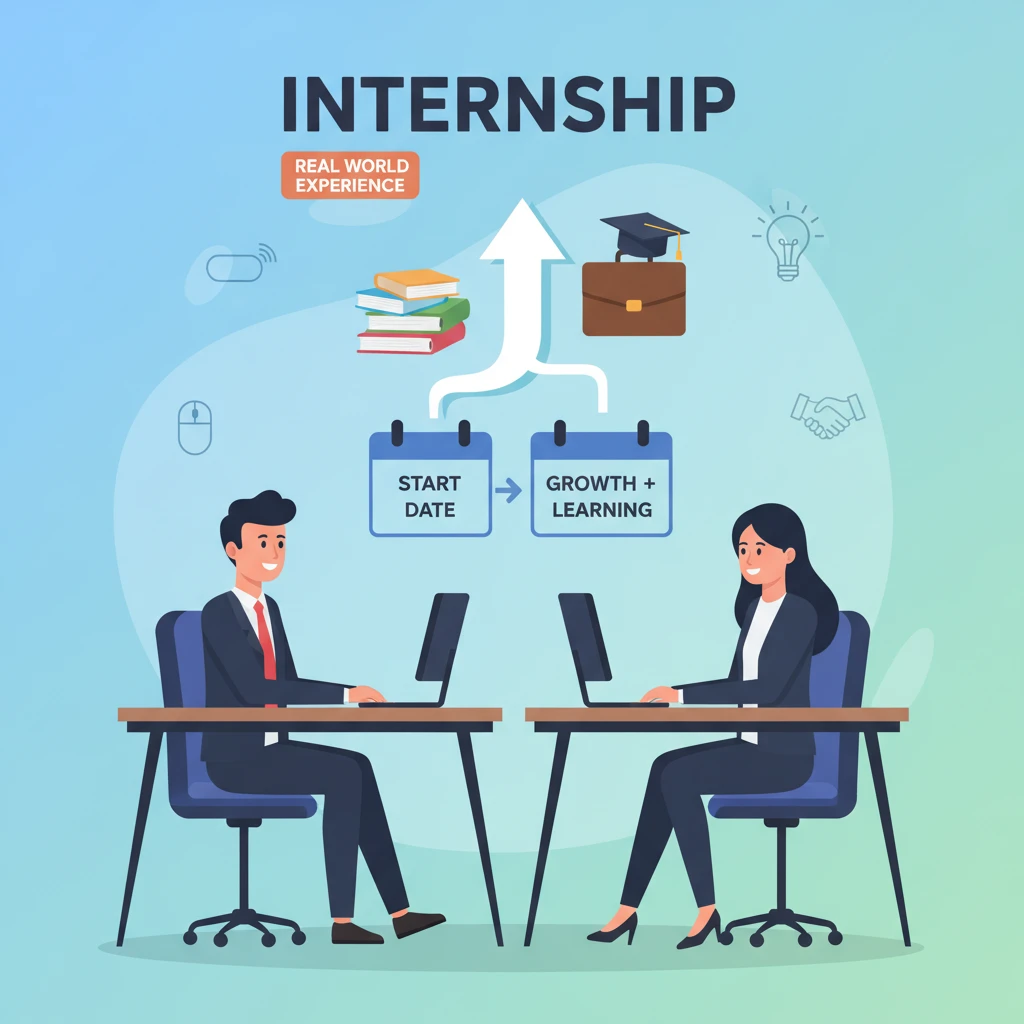 INTERNSHIP
REAL WORLD
EXPERIENCE
START
DATE
GROWTH +
LEARNING